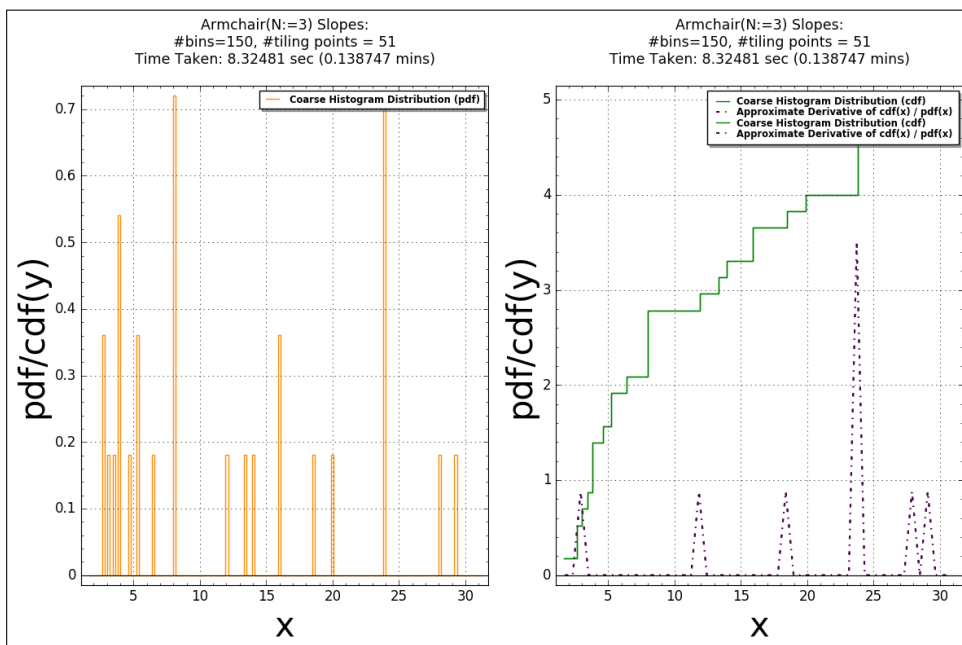 Armchair(N:=3) Slopes:
#bins=150, #tiling points = 51
Time Taken: 8.32481 sec (0.138747 mins)
Coarse Histogram Distribution (pdf)
pdf/cdf(y)
0.7
0.6
0.5
0.4
0.3
0.2
0.1
0
5
10
15
20
25
30
x
Armchair(N:=3) Slopes:
#bins=150, #tiling points = 51
Time Taken: 8.32481 sec (0.138747 mins)
Coarse Histogram Distribution (cdf)
Approximate Derivative of cdf(x) / pdf(x)
Coarse Histogram Distribution (cdf)
Approximate Derivative of cdf(x) / pdf(x)
pdf/cdf(y)
5
4
3
2
1
0
5
10
15
20
25
30
x